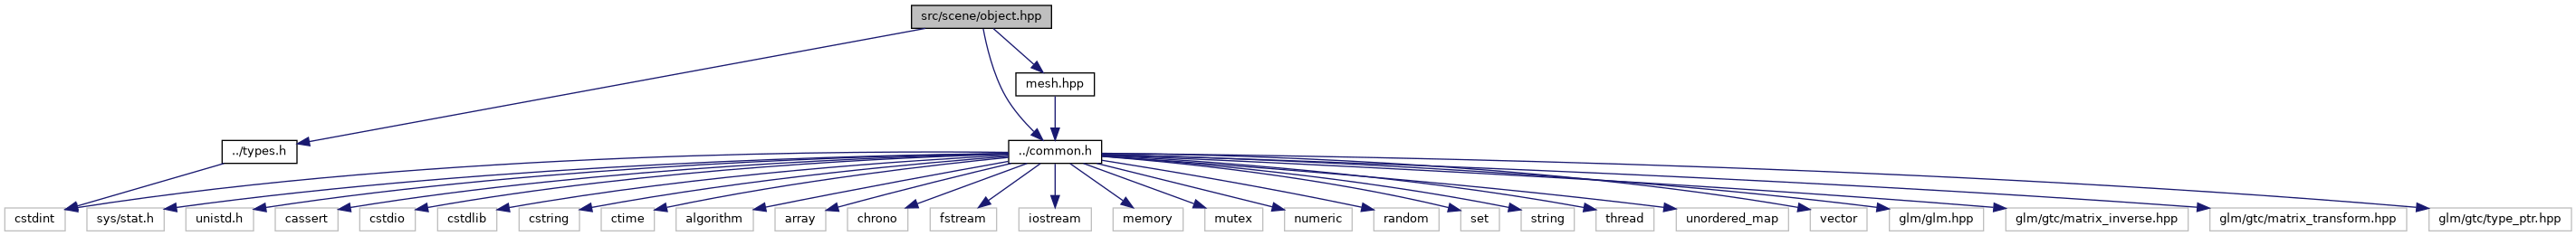 src/scene/object.hpp
mesh.hpp
../types.h
../common.h
cstdint
sys/stat.h
unistd.h
cassert
cstdio
cstdlib
cstring
ctime
algorithm
array
chrono
fstream
iostream
memory
mutex
numeric
random
set
string
thread
unordered_map
vector
glm/glm.hpp
glm/gtc/matrix_inverse.hpp
glm/gtc/matrix_transform.hpp
glm/gtc/type_ptr.hpp